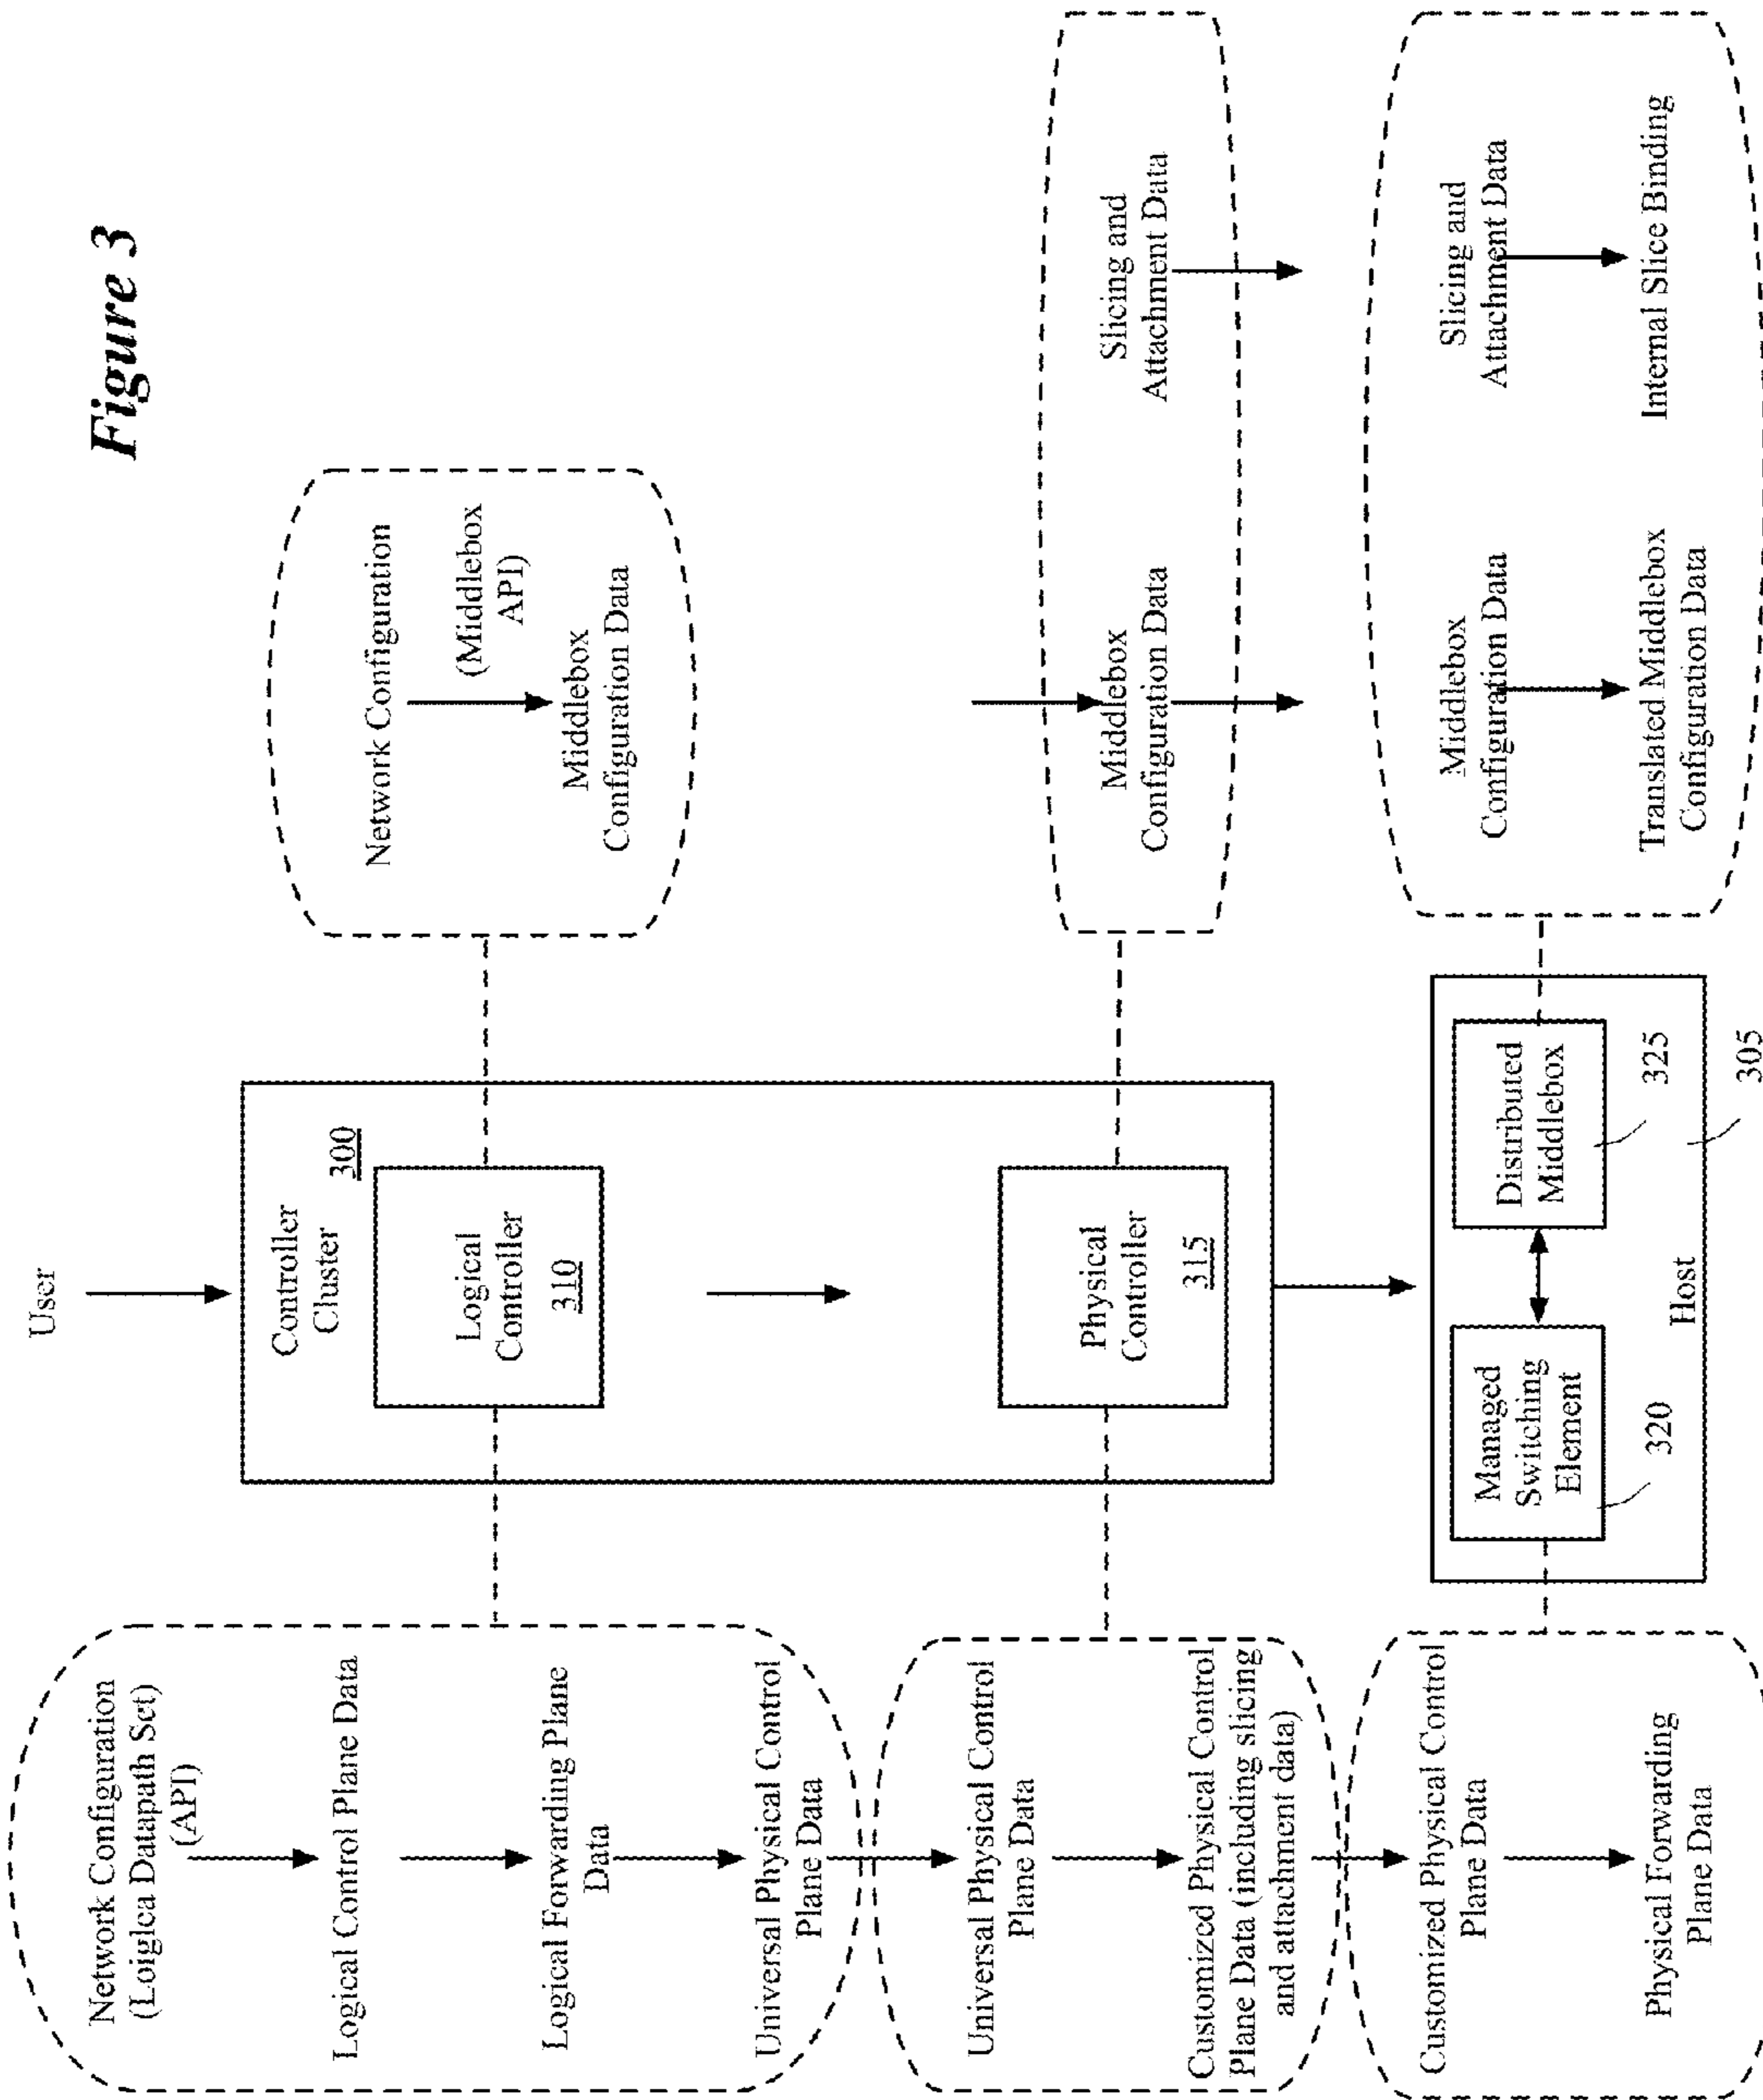 Figure 3
User
Network Configuration
(Loiglca Datapath Set)
(API)
Logical Control Plane Data
Logical Forwarding Plane
Data
Universal Physical Control
Plane Data
Controller
Cluster
300
Logical
Controller
310
Network Configuration
(Middlebox
API)
Middlebox
Configuration Data
Universal Physical Control
Plane Data
Customized Physical Control
Plane Data (including slicing
and attachment data)
Physical
Controller
315
Middlebox
Configuration Data
Slicing and
Attachment Data
Customized Physical Control
Plane Data
Physical Forwarding
Plane Data
Managed
Switching
Element
320
Distributed
Middlebox
325
Host
305
Middlebox
Configuration Data
Translated Middlebox
Configuration Data
Slicing and
Attachment Data
Internal Slice Binding